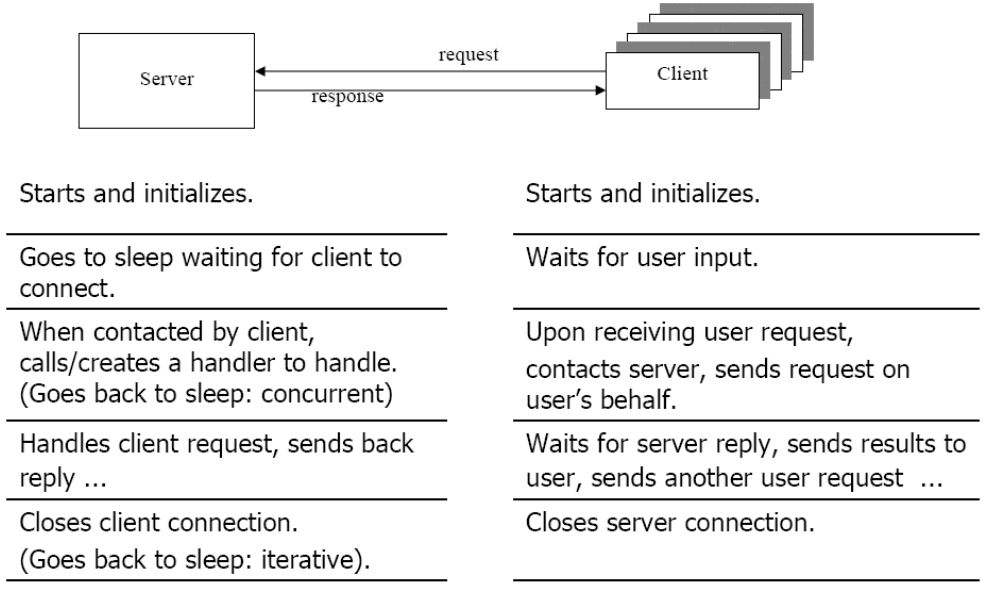 request
Server
Client
response
Starts and initializes.
Goes to sleep waiting for client to
connect.
When contacted by client,
calls/creates a handler to handle.
(Goes back to sleep: concurrent)
Handles client request, sends back
reply ...
Closes client connection.
(Goes back to sleep: iterative).
Starts and initializes.
Waits for user input.
Upon receiving user request,
contacts server, sends request on
user’s behalf.
Waits for server reply, sends results to
user, sends another user request ...
Closes server connection.